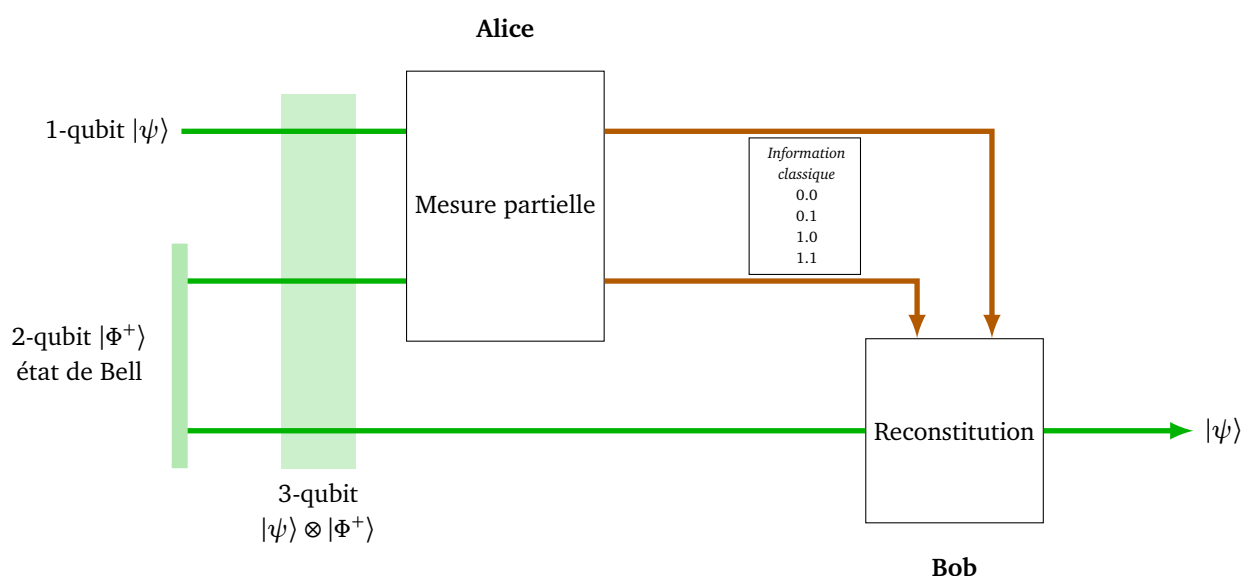 Alice
1-qubit |ψ⟩
Mesure partielle
Information
classique
0.0
0.1
1.0
1.1
2-qubit |Φ⁺⟩
état de Bell
Reconstitution
|ψ⟩
3-qubit
|ψ⟩ ⊗ |Φ⁺⟩
Bob